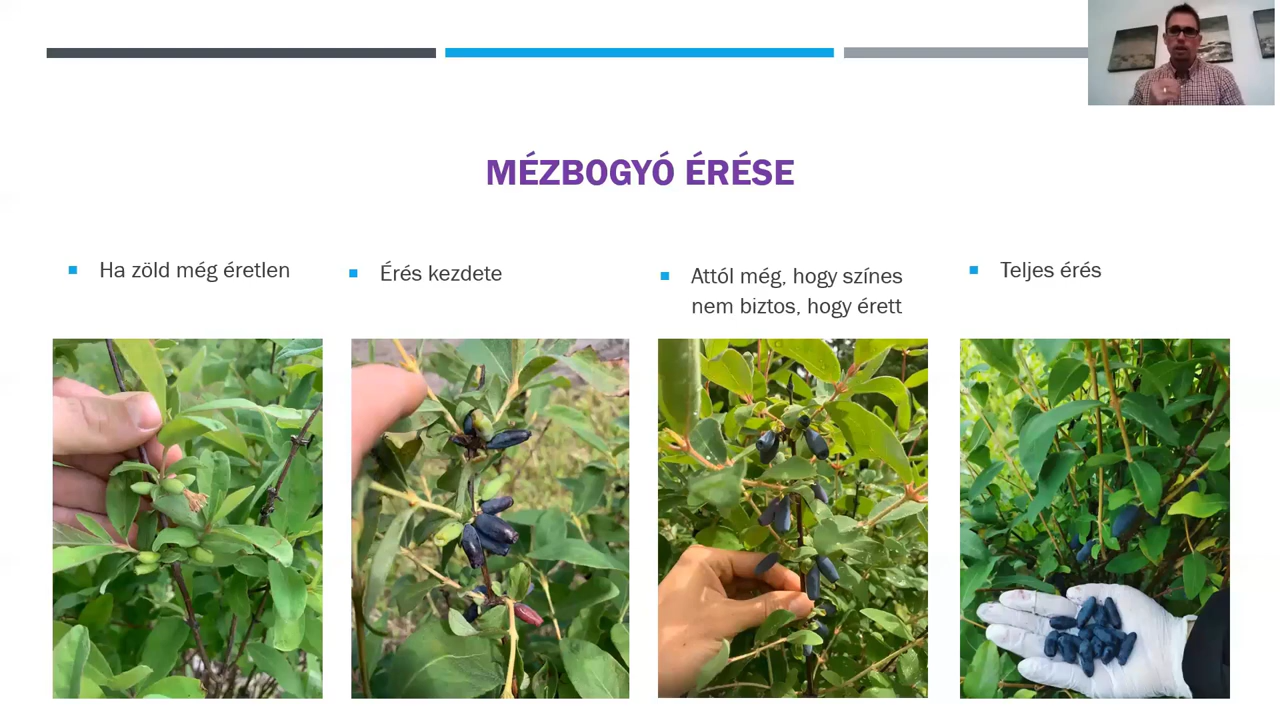 MÉZBOGYÓ ÉRÉSE
Ha zöld még éretlen
Érés kezdete
Attól még, hogy színes
nem biztos, hogy érett
Teljes érés